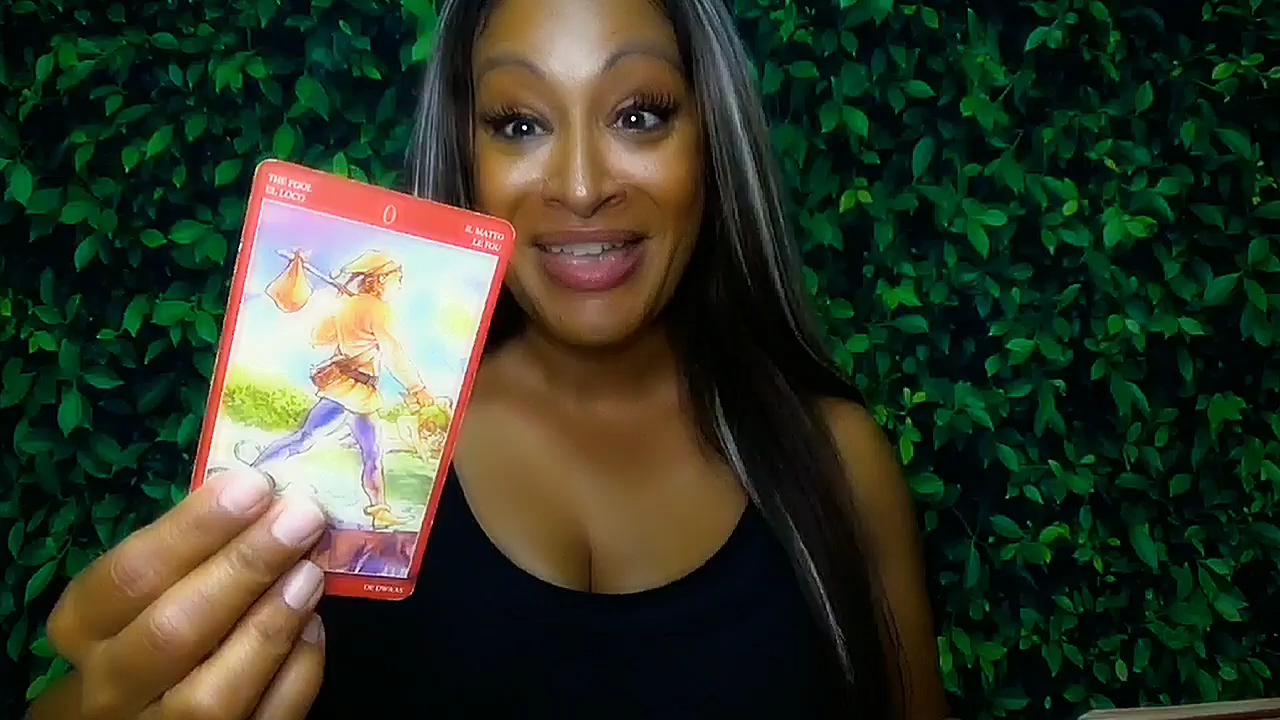 THE FOOL
EL LOCO
0
IL MATTO
LE FOU
DE DWAAS